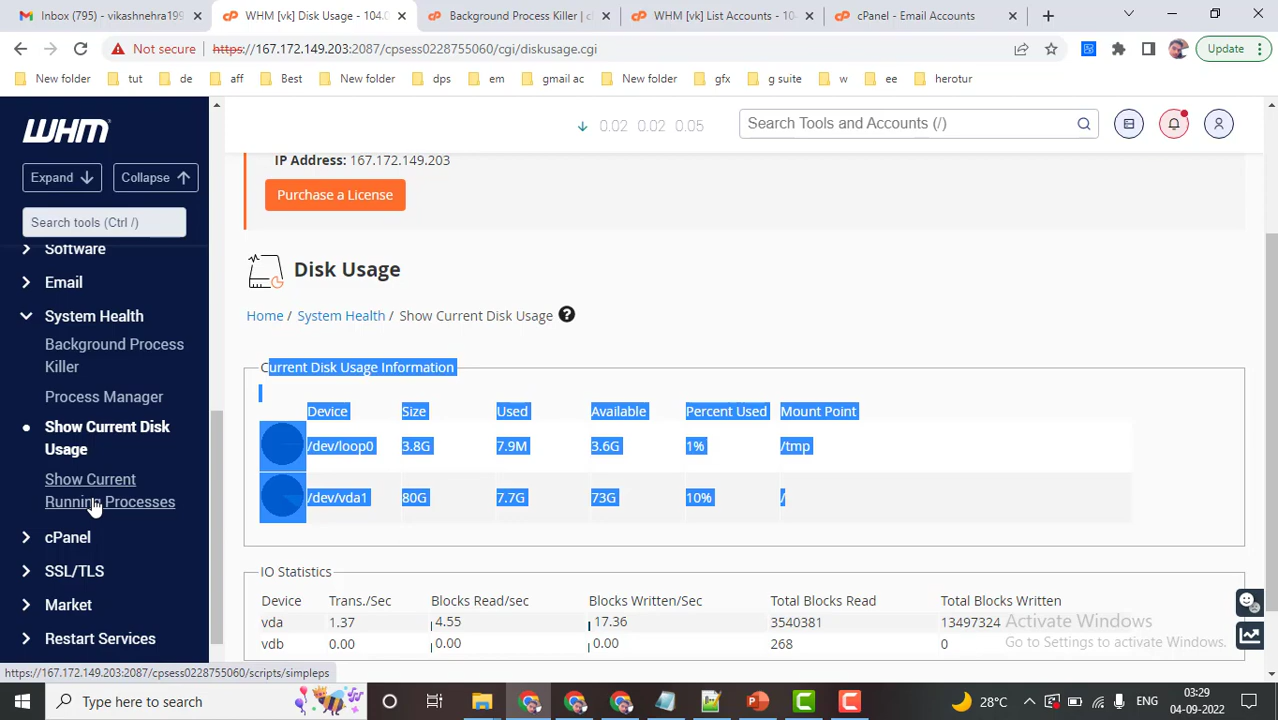 Inbox (795) - vikashnehra199
WHM [vk] Disk Usage - 104.0
Background Process Killer | c
WHM [vk] List Accounts - 104.
cPanel - Email Accounts
Not secure
https://167.172.149.203:2087/cpsess0228755060/cgi/diskusage.cgi
Update
New folder
tut
de
aff
Best
New folder
dps
em
gmail ac
New folder
gfx
g suite
w
ee
herotur
WHM
0.02 0.02 0.05
Search Tools and Accounts (/)
Expand
Collapse
Search tools (Ctrl /)
Software
Email
System Health
Background Process
Killer
Process Manager
Show Current Disk
Usage
Show Current
Running Processes
cPanel
SSL/TLS
Market
Restart Services
IP Address: 167.172.149.203
Purchase a License
Disk Usage
Home / System Health / Show Current Disk Usage
Current Disk Usage Information
Device Size Used Available Percent Used Mount Point
/dev/loop0 3.8G 7.9M 3.6G 1% /tmp
/dev/vda1 80G 7.7G 73G 10% /
IO Statistics
Device Trans./Sec Blocks Read/sec Blocks Written/Sec Total Blocks Read Total Blocks Written
vda 1.37 4.55 17.36 3540381 13497324
vdb 0.00 0.00 0.00 268 0
Activate Windows
Go to Settings to activate Windows.
https://167.172.149.203:2087/cpsess0228755060/scripts/simpleps
Type here to search
28°C
ENG
03:29
04-09-2022